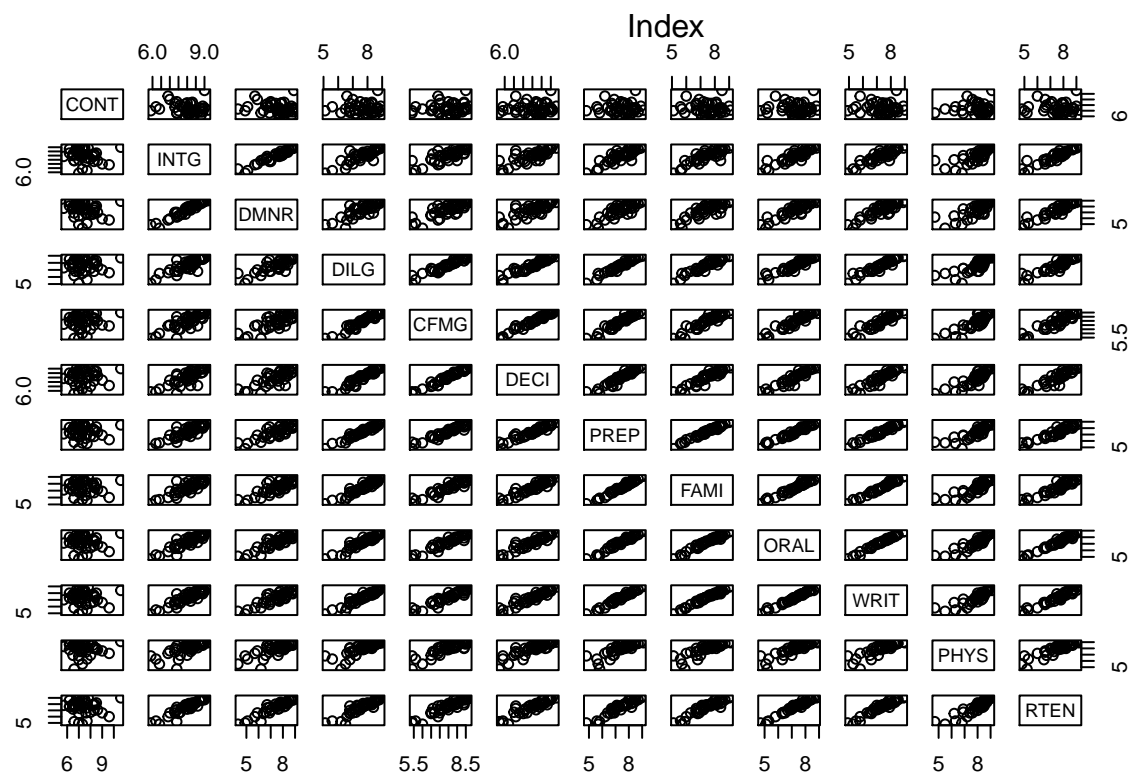 Index
6.0 9.0 5 8 6.0 5 8 5 8 5 8
CONT 6
6.0 INTG
DMNR 5
5 DILG
CFMG 5.5
6.0 DECI
PREP 5
5 FAMI
ORAL 5
5 WRIT
PHYS 5
5 RTEN
6 9 5 8 5.5 8.5 5 8 5 8 5 8